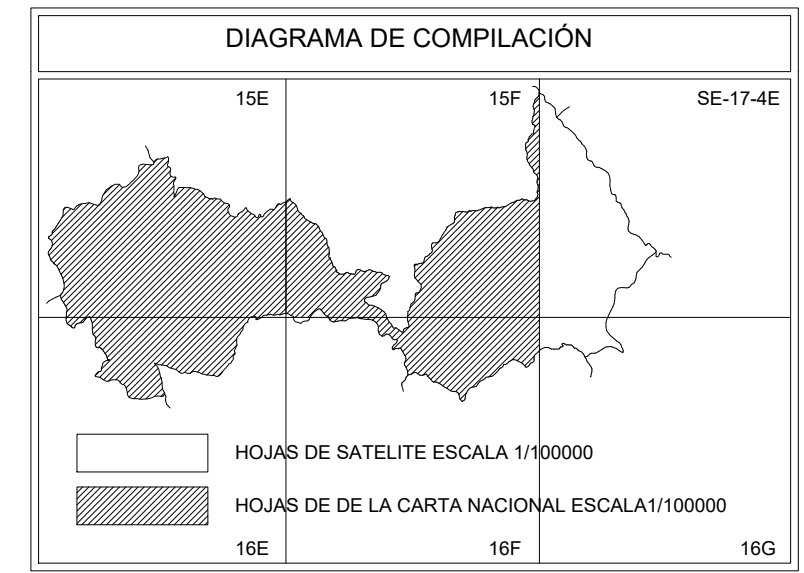 DIAGRAMA DE COMPILACIÓN
15E
15F
SE-17-4E
HOJAS DE SATELITE ESCALA 1/100000
HOJAS DE DE LA CARTA NACIONAL ESCALA1/100000
16E
16F
16G